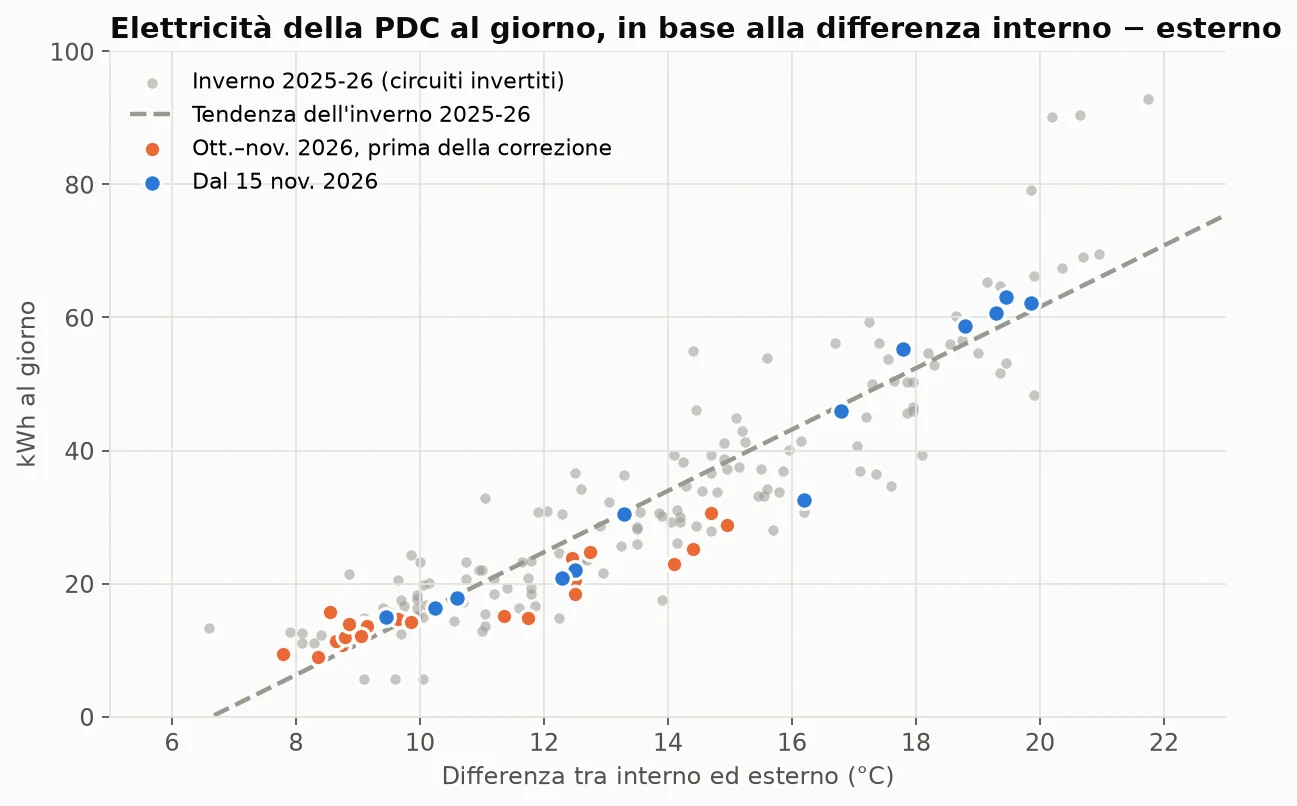 Elettricità della PDC al giorno, in base alla differenza interno − esterno
100
80
60
40
20
0
kWh al giorno
Inverno 2025-26 (circuiti invertiti)
Tendenza dell'inverno 2025-26
Ott.–nov. 2026, prima della correzione
Dal 15 nov. 2026
6 8 10 12 14 16 18 20 22
Differenza tra interno ed esterno (°C)